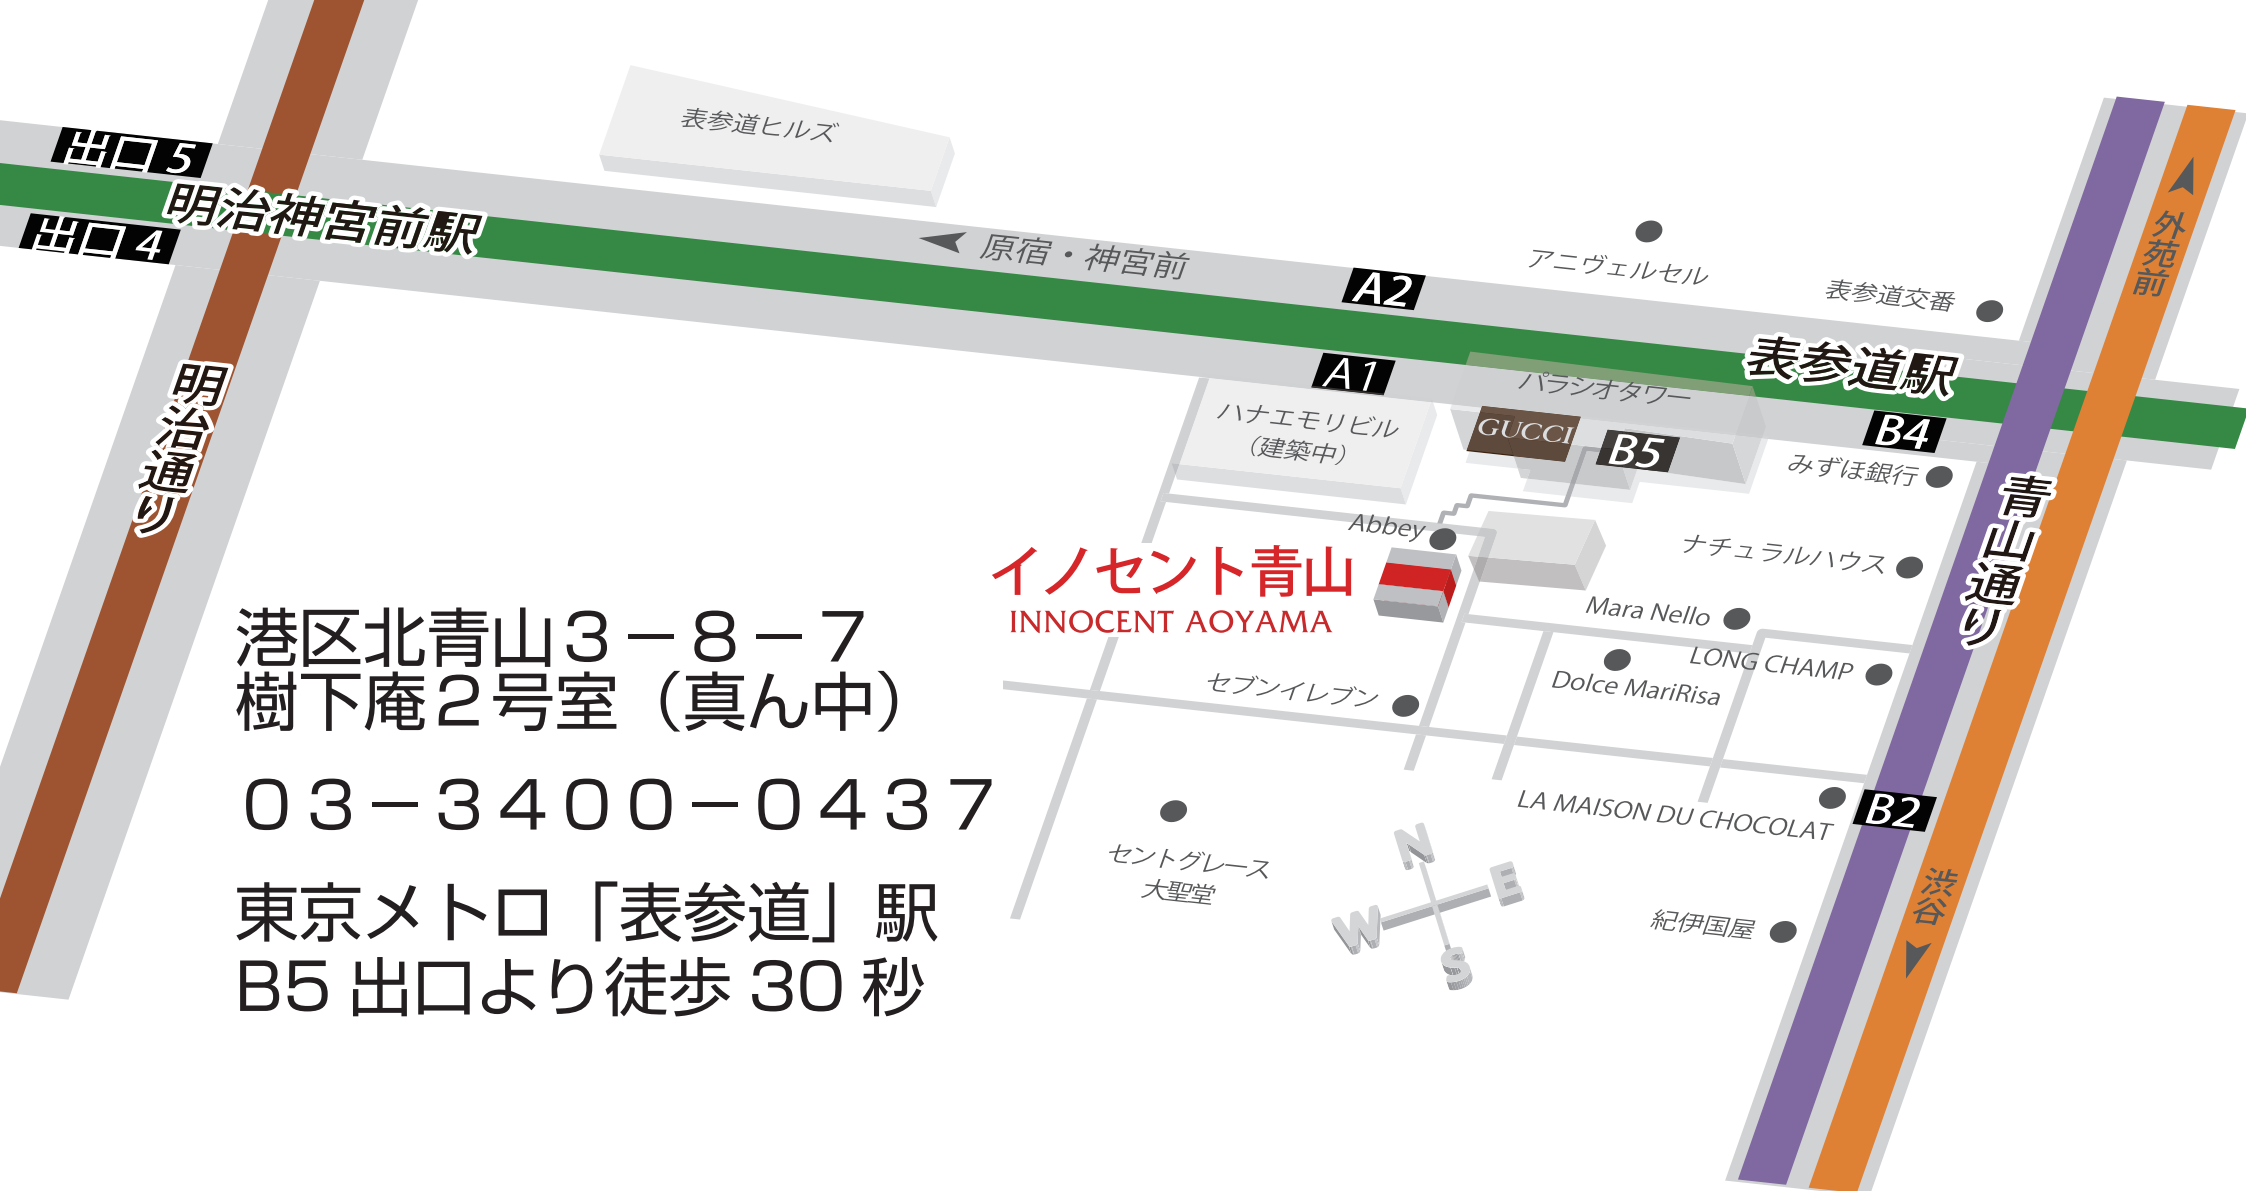 表参道ヒルズ
出口 5
明治神宮前駅
出口 4
原宿・神宮前
外苑前
アニヴェルセル
表参道交番
A2
表参道駅
A1
パラシオタワー
ハナエモリビル
(建築中)
GUCCI
B5
B4
みずほ銀行
明治通り
青山通り
Abbey
ナチュラルハウス
イノセント青山
INNOCENT AOYAMA
Mara Nello
LONG CHAMP
Dolce MariRisa
セブンイレブン
港区北青山3-8-7
樹下庵2号室(真ん中)
03-3400-0437
LA MAISON DU CHOCOLAT
B2
セントグレース
大聖堂
N
E
W
S
紀伊国屋
渋谷
東京メトロ「表参道」駅
B5 出口より徒歩 30 秒